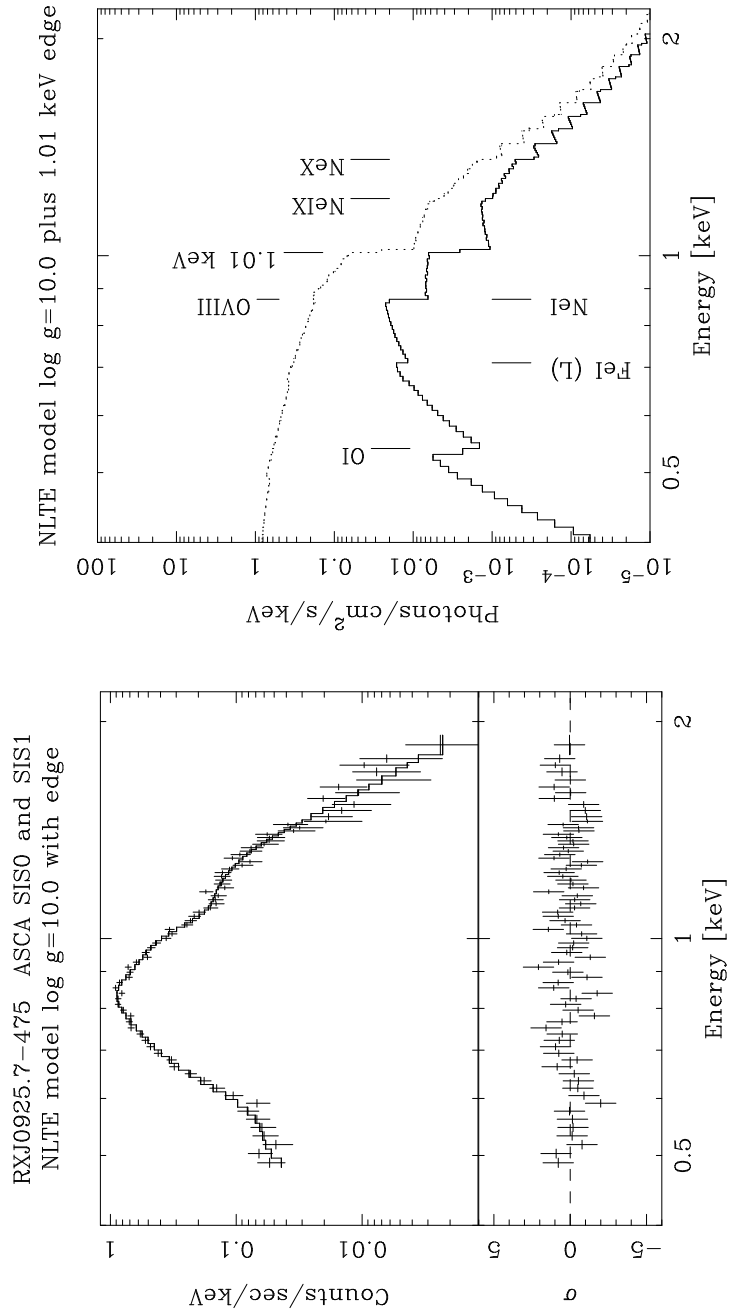 RXJ0925.7−475 ASCA SIS0 and SIS1
NLTE model log g=10.0 with edge
Counts/sec/keV
1
0.1
0.01
σ
5
0
−5
0.5
1
2
Energy [keV]
NLTE model log g=10.0 plus 1.01 keV edge
Photons/cm²/s/keV
100
10
1
0.1
0.01
10⁻³
10⁻⁴
10⁻⁵
OI
OVIII
1.01 keV
NeIX
NeX
FeI (L)
NeI
0.5
1
2
Energy [keV]